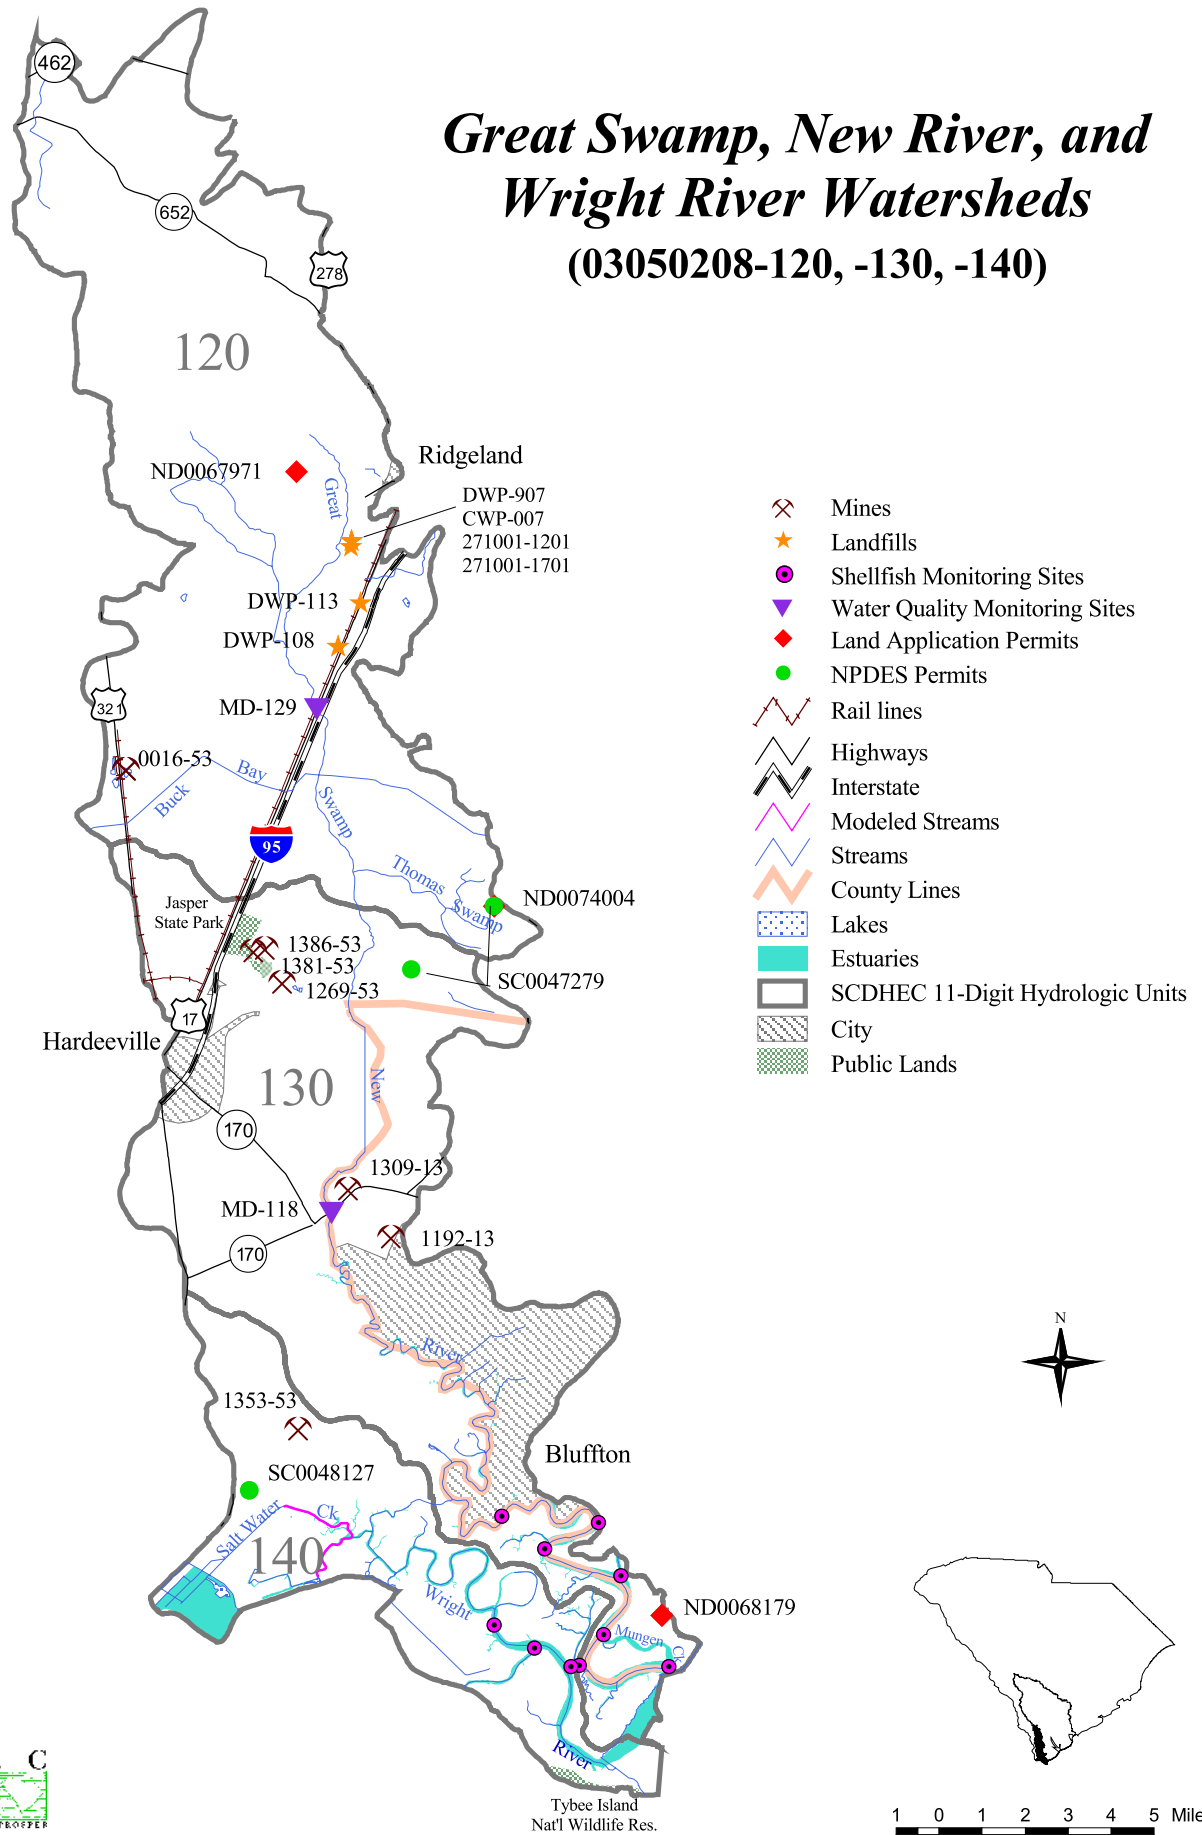 Great Swamp, New River, and
Wright River Watersheds
(03050208-120, -130, -140)
462
652
278
120
Ridgeland
ND0067971
Great
DWP-907
CWP-007
271001-1201
271001-1701
DWP-113
DWP-108
MD-129
321
0016-53
Buck
Bay
Swamp
95
Thomas
Swamp
ND0074004
Jasper
State Park
1386-53
1381-53
1269-53
SC0047279
17
Hardeeville
130
New
170
1309-13
MD-118
1192-13
170
River
1353-53
Bluffton
SC0048127
Salt Water
Ck
140
Wright
ND0068179
Mungen
Ck
River
Tybee Island
Nat'l Wildlife Res.
Mines
Landfills
Shellfish Monitoring Sites
Water Quality Monitoring Sites
Land Application Permits
NPDES Permits
Rail lines
Highways
Interstate
Modeled Streams
Streams
County Lines
Lakes
Estuaries
SCDHEC 11-Digit Hydrologic Units
City
Public Lands
N
C
1 0 1 2 3 4 5 Mile